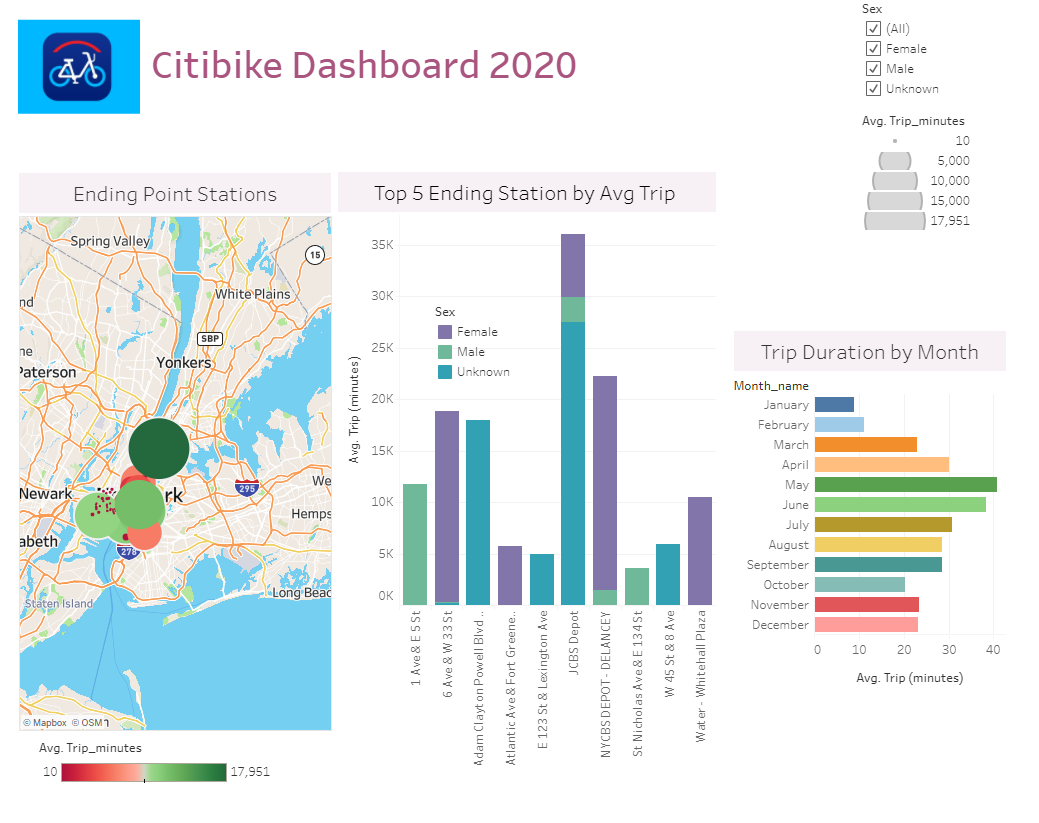 Citibike Dashboard 2020
Sex
(All)
Female
Male
Unknown
Avg. Trip_minutes
10
5,000
10,000
15,000
17,951
Ending Point Stations
Spring Valley
15
White Plains
nd
SBP
ne
Yonkers
Paterson
Newark
rk
295
We
Hemps
abeth
278
Staten Island
Long Beac
© Mapbox © OSM
Avg. Trip_minutes
10 17,951
Top 5 Ending Station by Avg Trip
Avg. Trip (minutes)
35K
30K
25K
20K
15K
10K
5K
0K
Sex
Female
Male
Unknown
1 Ave & E 5 St
6 Ave & W 33 St
Adam Clayton Powell Blvd ..
Atlantic Ave & Fort Greene..
E 123 St & Lexington Ave
JCBS Depot
NYCBS DEPOT - DELANCEY
St Nicholas Ave & E 134 St
W 45 St & 8 Ave
Water - Whitehall Plaza
Trip Duration by Month
Month_name
January
February
March
April
May
June
July
August
September
October
November
December
0 10 20 30 40
Avg. Trip (minutes)